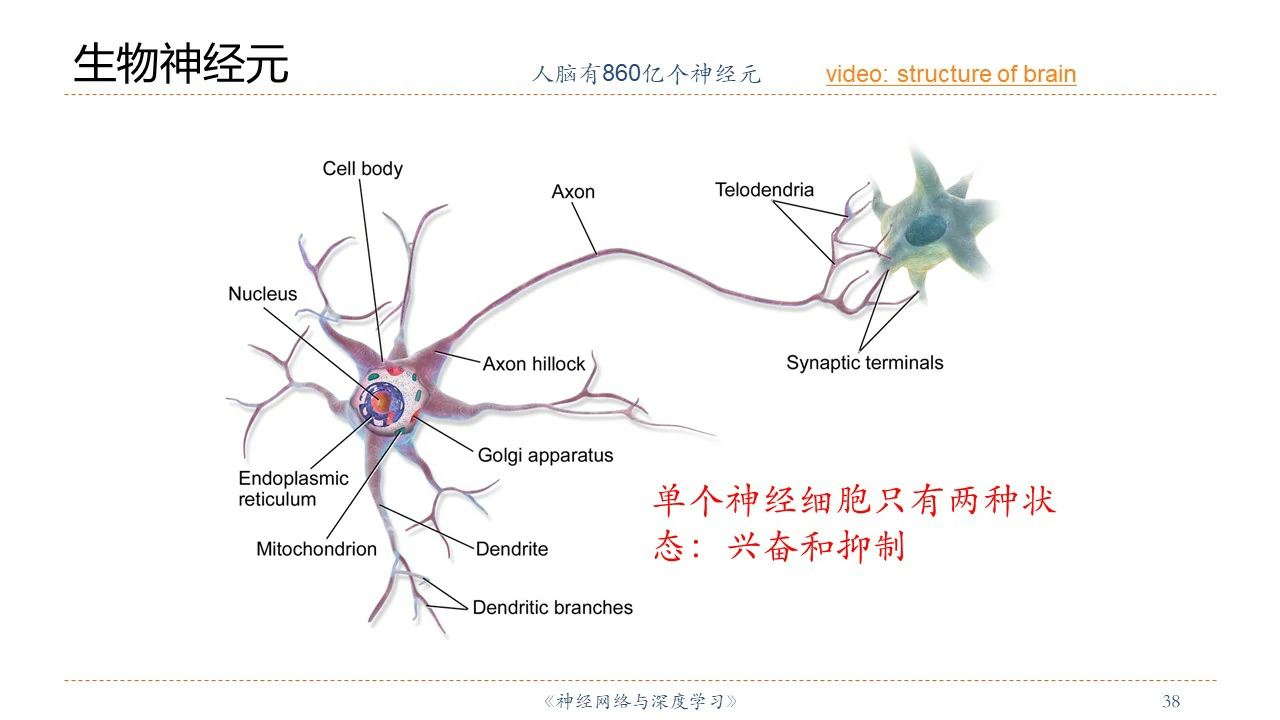 生物神经元
人脑有860亿个神经元
video: structure of brain
Cell body
Axon
Telodendria
Nucleus
Axon hillock
Synaptic terminals
Golgi apparatus
Endoplasmic
reticulum
Mitochondrion
Dendrite
Dendritic branches
单个神经细胞只有两种状
态：兴奋和抑制
《神经网络与深度学习》
38